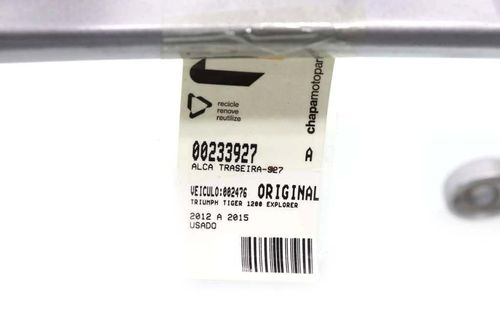 recicle
renove
reutilize
chapamotopar
00233927 A
ALCA TRASEIRA-927
VEICULO:002476 ORIGINAL
TRIUMPH TIGER 1200 EXPLORER
2012 A 2015
USADO